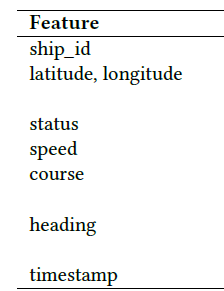 Feature
ship_id
latitude, longitude
status
speed
course
heading
timestamp